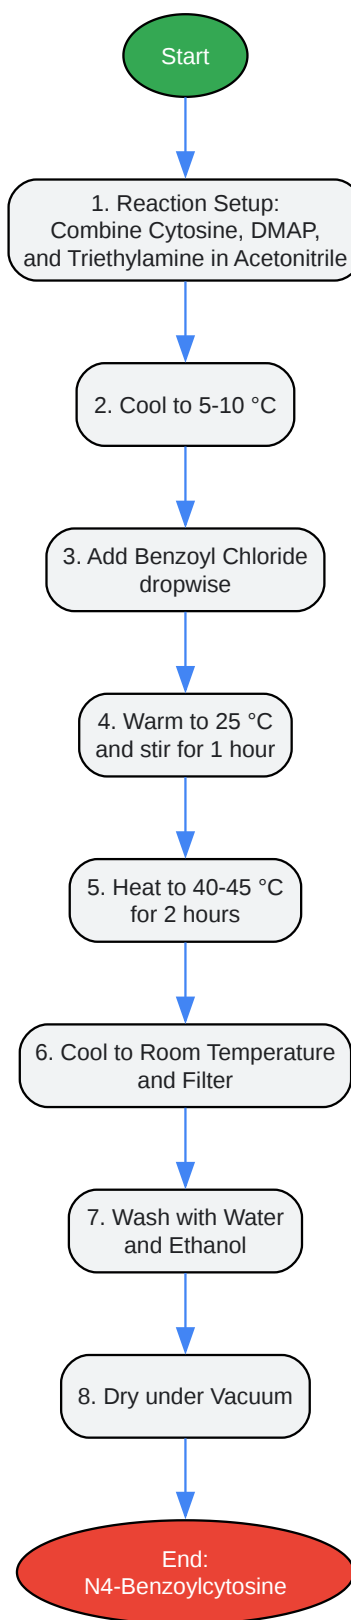 Start
1. Reaction Setup:
Combine Cytosine, DMAP,
and Triethylamine in Acetonitrile
2. Cool to 5-10 °C
3. Add Benzoyl Chloride
dropwise
4. Warm to 25 °C
and stir for 1 hour
5. Heat to 40-45 °C
for 2 hours
6. Cool to Room Temperature
and Filter
7. Wash with Water
and Ethanol
8. Dry under Vacuum
End:
N4-Benzoylcytosine